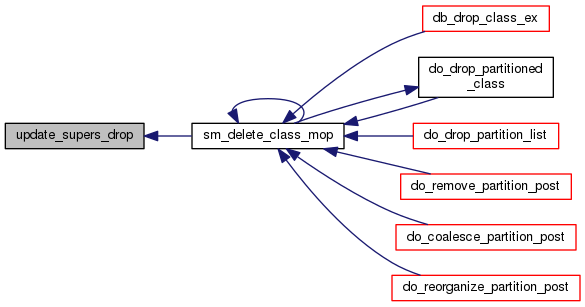 db_drop_class_ex
do_drop_partitioned
_class
update_supers_drop
sm_delete_class_mop
do_drop_partition_list
do_remove_partition_post
do_coalesce_partition_post
do_reorganize_partition_post